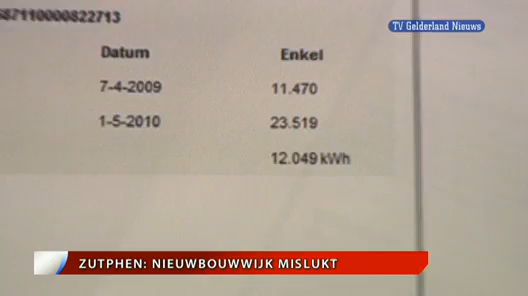 TV Gelderland Nieuws
687110000822713
Datum Enkel
7-4-2009 11.470
1-5-2010 23.519
12.049 kWh
ZUTPHEN: NIEUWBOUWWIJK MISLUKT